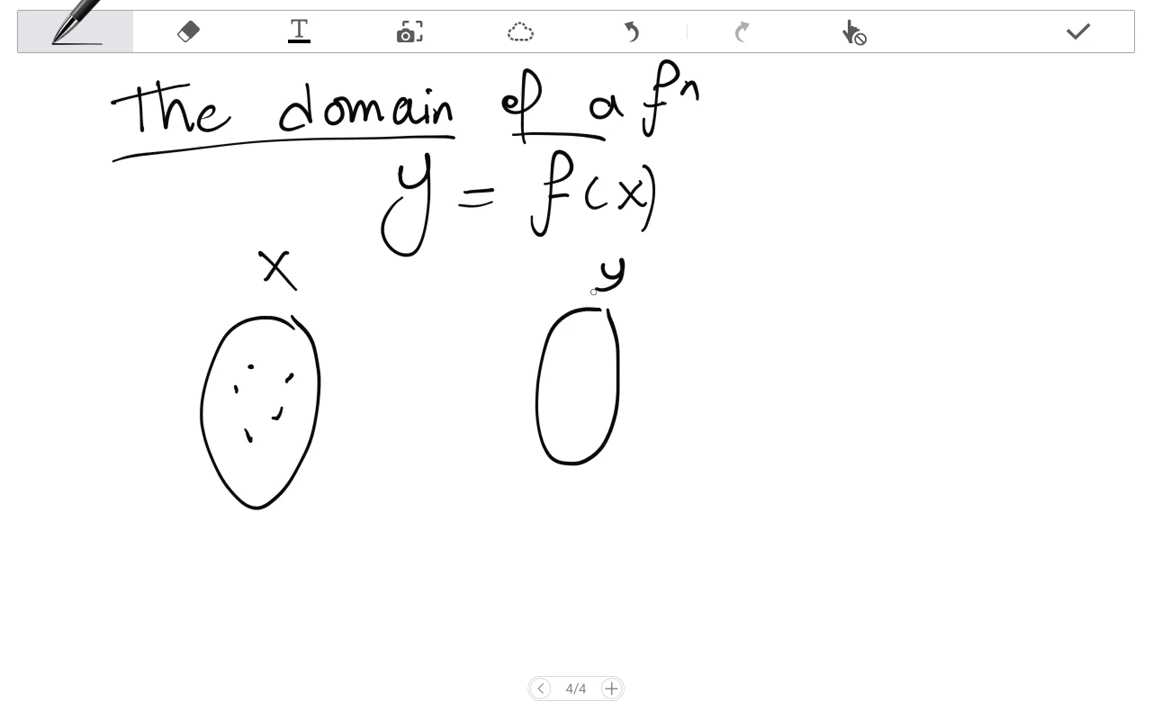 T
The domain of a fⁿ
y = f(x)
x y
4/4